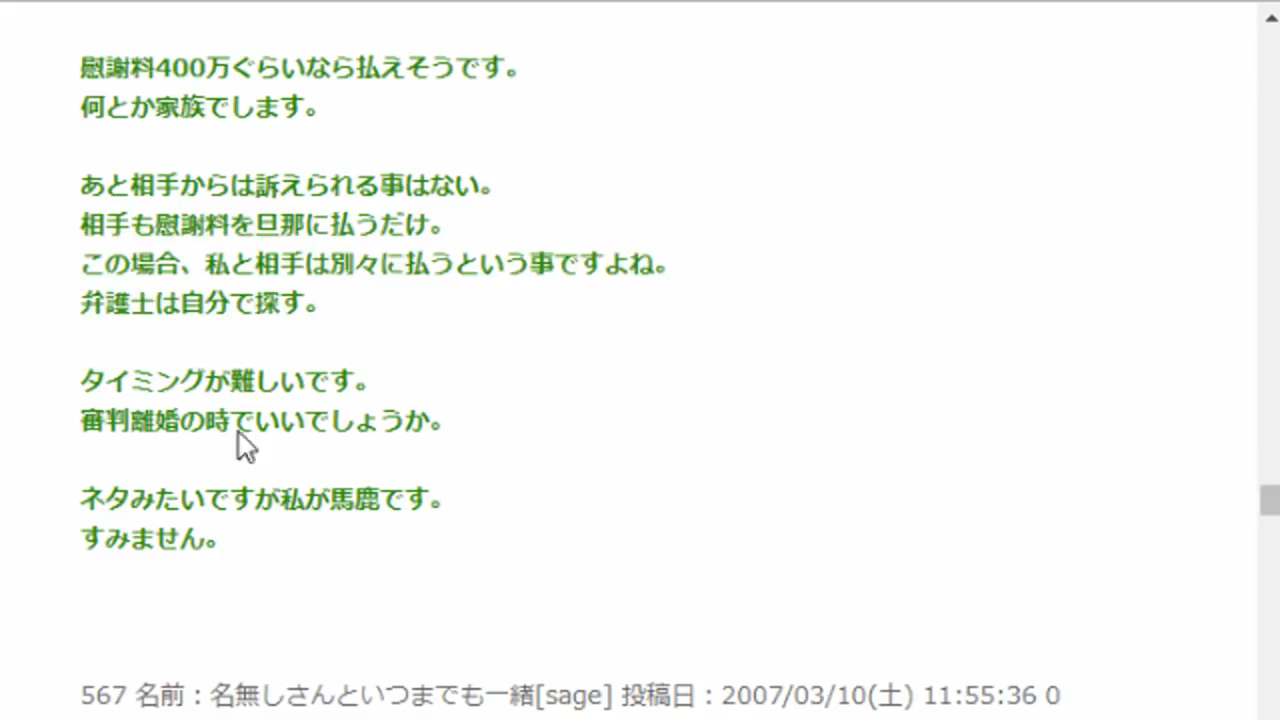 慰謝料400万ぐらいなら払えそうです。
何とか家族でします。
あと相手からは訴えられる事はない。
相手も慰謝料を旦那に払うだけ。
この場合、私と相手は別々に払うという事ですよね。
弁護士は自分で探す。
タイミングが難しいです。
審判離婚の時でいいでしょうか。
ネタみたいですが私が馬鹿です。
すみません。
567 名前：名無しさんといつまでも一緒[sage] 投稿日：2007/03/10(土) 11:55:36 0